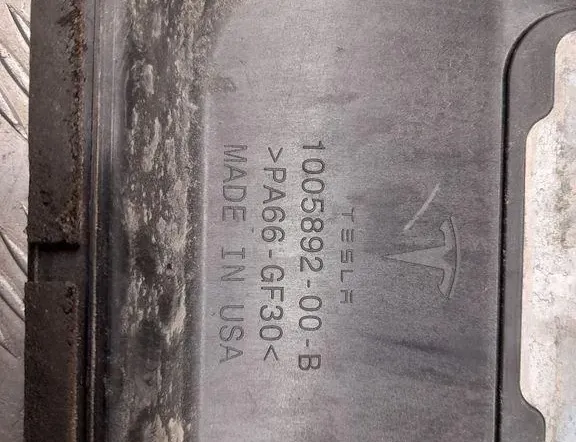 TESLA
1005892-00-B
>PA66-GF30<
MADE IN USA